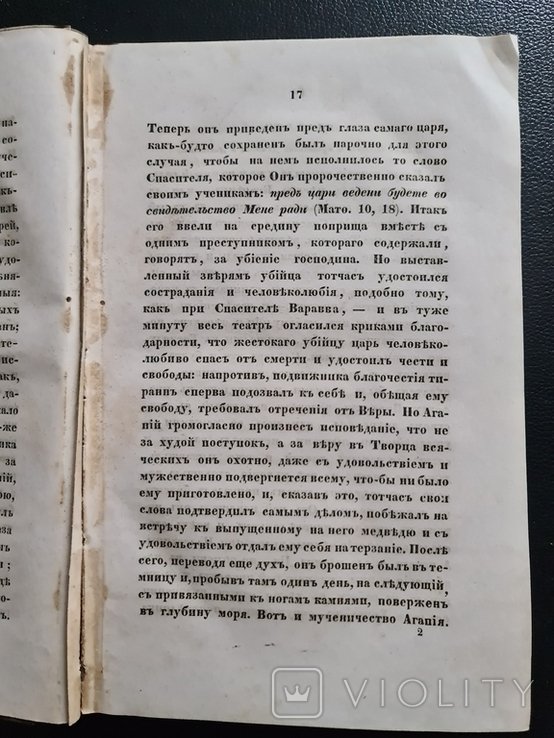 17
Теперь онъ приведенъ предъ глаза самаго царя,
какъ-будто сохраненъ былъ нарочно для этого
случая, чтобы на немъ исполнилось то слово
Спасителя, которое Онъ пророчественно сказалъ
своимъ ученикамъ: предъ цари ведени будете во
свидѣтельство Мене ради (Матѳ. 10, 18). Итакъ
его ввели на средину поприща вмѣстѣ съ
однимъ преступникомъ, котораго содержали,
говорятъ, за убіеніе господина. Но выстав-
ленный звѣрямъ убійца тотчасъ удостоился
состраданія и человѣколюбія, подобно тому,
какъ при Спасителѣ Варавва, — и въ туже
минуту весь театръ огласился криками благо-
дарности, что жестокаго убійцу царь человѣко-
любиво спасъ отъ смерти и удостоилъ чести и
свободы: напротивъ, подвижника благочестія ти-
раннъ сперва подозвалъ къ себѣ и, обѣщая ему
свободу, требовалъ отреченія отъ Вѣры. Но Ага-
пій громогласно произнесъ исповѣданіе, что не
за худой поступокъ, а за вѣру въ Творца вся-
ческихъ онъ охотно, даже съ удовольствіемъ и
мужественно подвергнется всему, что-бы ни было
ему приготовлено, и, сказавъ это, тотчасъ свои
слова подтвердилъ самымъ дѣломъ, побѣжалъ на
встрѣчу къ выпущенному на него медвѣдю и съ
удовольствіемъ отдалъ ему себя на терзаніе. Послѣ
сего, переводя еще духъ, онъ брошенъ былъ въ те-
мницу и, пробывъ тамъ одинъ день, на слѣдующій,
съ привязанными къ ногамъ камнями, поверженъ
въ глубину моря. Вотъ и мученичество Агапія.
2
VIOLITY